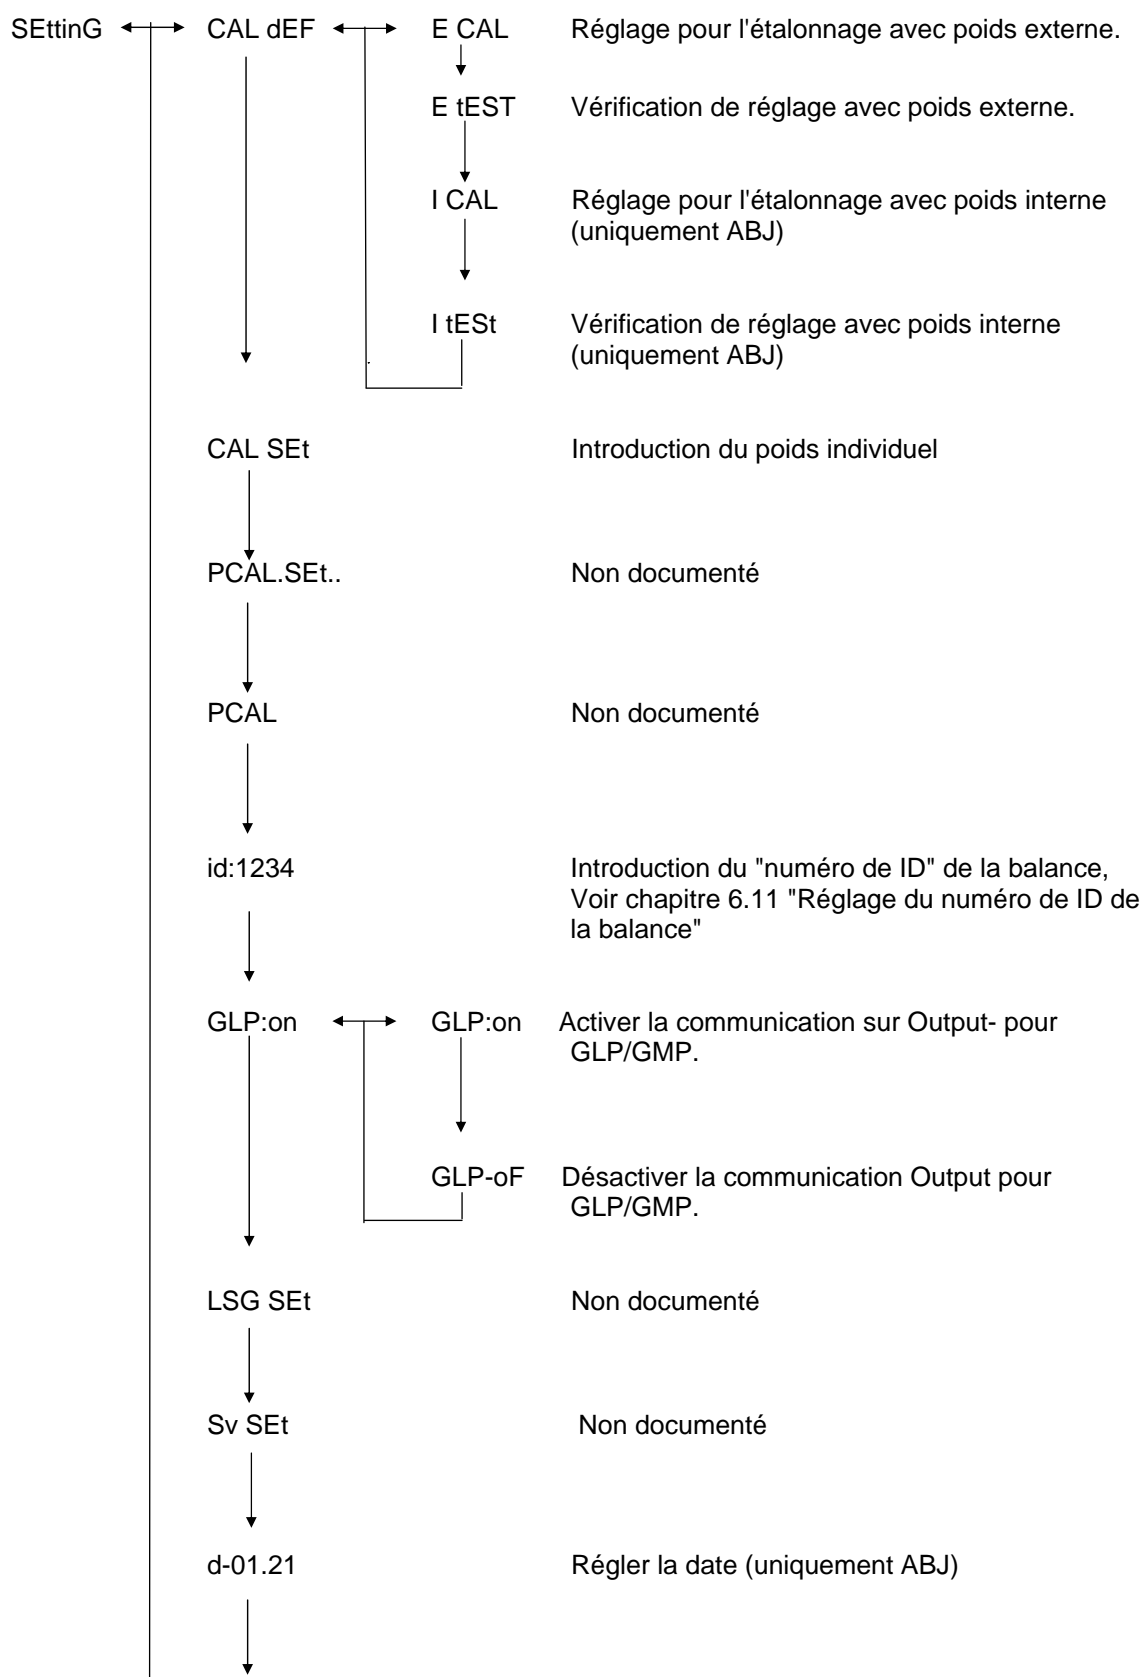 SEttinG CAL dEF E CAL Réglage pour l'étalonnage avec poids externe.
E tEST Vérification de réglage avec poids externe.
I CAL Réglage pour l'étalonnage avec poids interne
(uniquement ABJ)
I tESt Vérification de réglage avec poids interne
(uniquement ABJ)
CAL SEt Introduction du poids individuel
PCAL.SEt.. Non documenté
PCAL Non documenté
id:1234 Introduction du "numéro de ID" de la balance,
Voir chapitre 6.11 "Réglage du numéro de ID de
la balance"
GLP:on GLP:on Activer la communication sur Output- pour
GLP/GMP.
GLP-oF Désactiver la communication Output pour
GLP/GMP.
LSG SEt Non documenté
Sv SEt Non documenté
d-01.21 Régler la date (uniquement ABJ)